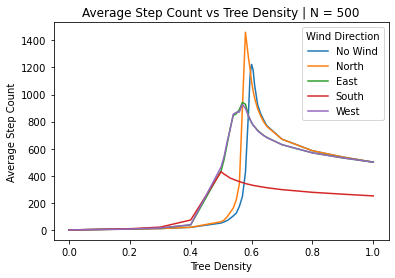 Average Step Count vs Tree Density | N = 500
Wind Direction
No Wind
North
East
South
West
1400
1200
1000
800
600
400
200
0
Average Step Count
0.0 0.2 0.4 0.6 0.8 1.0
Tree Density